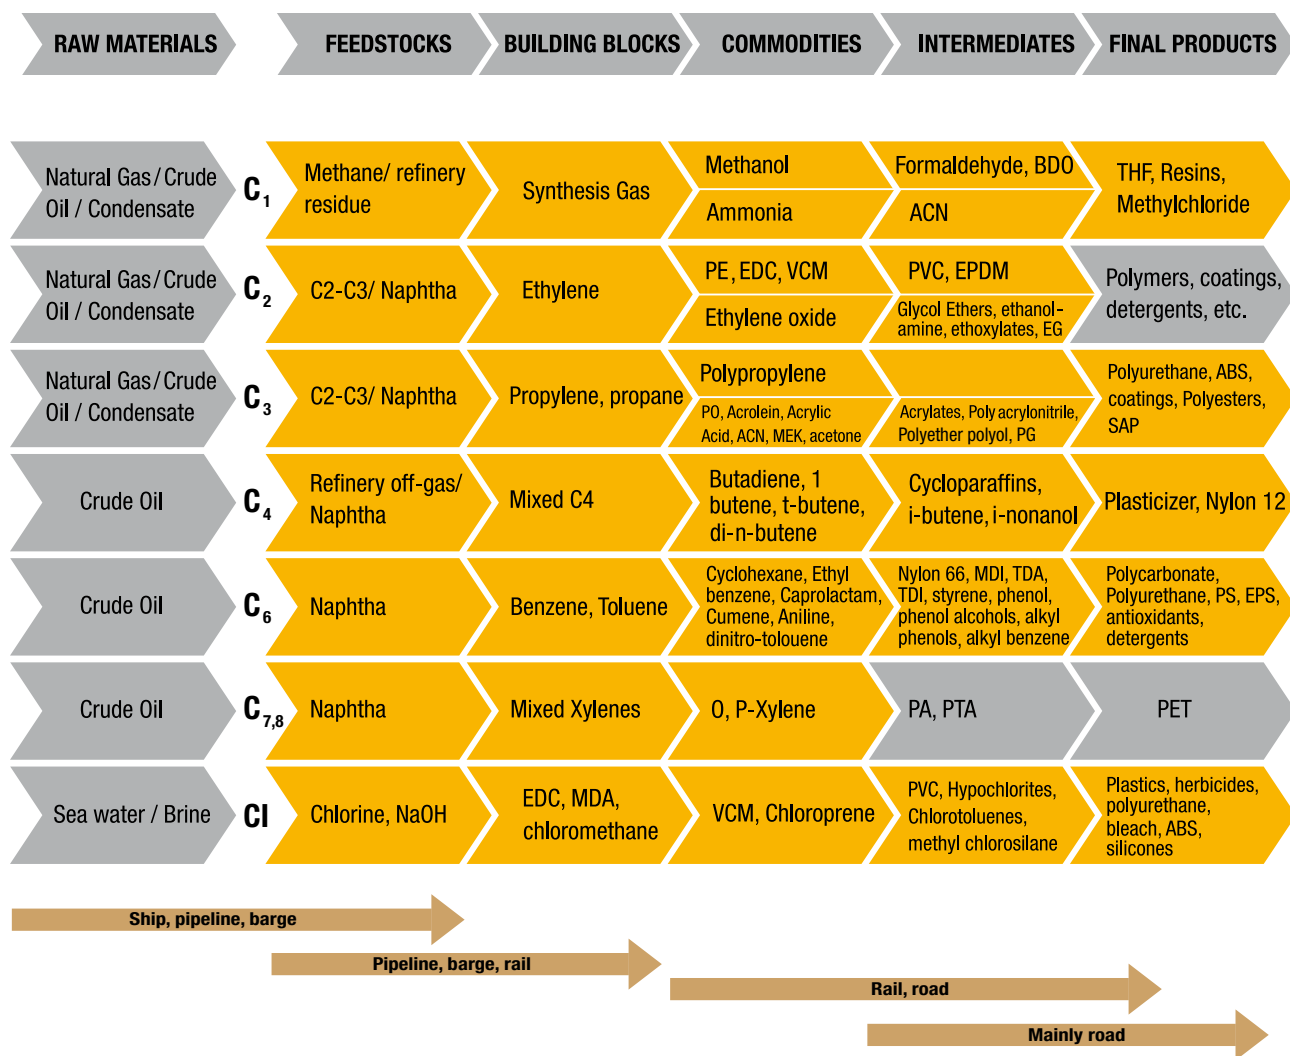 RAW MATERIALS
FEEDSTOCKS
BUILDING BLOCKS
COMMODITIES
INTERMEDIATES
FINAL PRODUCTS
Natural Gas/Crude
Oil / Condensate
C1
Methane/ refinery
residue
Synthesis Gas
Methanol
Ammonia
Formaldehyde, BDO
ACN
THF, Resins,
Methylchloride
Natural Gas/Crude
Oil / Condensate
C2
C2-C3/ Naphtha
Ethylene
PE, EDC, VCM
Ethylene oxide
PVC, EPDM
Glycol Ethers, ethanol-
amine, ethoxylates, EG
Polymers, coatings,
detergents, etc.
Natural Gas/Crude
Oil / Condensate
C3
C2-C3/ Naphtha
Propylene, propane
Polypropylene
PO, Acrolein, Acrylic
Acid, ACN, MEK, acetone
Acrylates, Poly acrylonitrile,
Polyether polyol, PG
Polyurethane, ABS,
coatings, Polyesters,
SAP
Crude Oil
C4
Refinery off-gas/
Naphtha
Mixed C4
Butadiene, 1
butene, t-butene,
di-n-butene
Cycloparaffins,
i-butene, i-nonanol
Plasticizer, Nylon 12
Crude Oil
C6
Naphtha
Benzene, Toluene
Cyclohexane, Ethyl
benzene, Caprolactam,
Cumene, Aniline,
dinitro-tolouene
Nylon 66, MDI, TDA,
TDI, styrene, phenol,
phenol alcohols, alkyl
phenols, alkyl benzene
Polycarbonate,
Polyurethane, PS, EPS,
antioxidants,
detergents
Crude Oil
C7,8
Naphtha
Mixed Xylenes
O, P-Xylene
PA, PTA
PET
Sea water / Brine
Cl
Chlorine, NaOH
EDC, MDA,
chloromethane
VCM, Chloroprene
PVC, Hypochlorites,
Chlorotoluenes,
methyl chlorosilane
Plastics, herbicides,
polyurethane,
bleach, ABS,
silicones
Ship, pipeline, barge
Pipeline, barge, rail
Rail, road
Mainly road